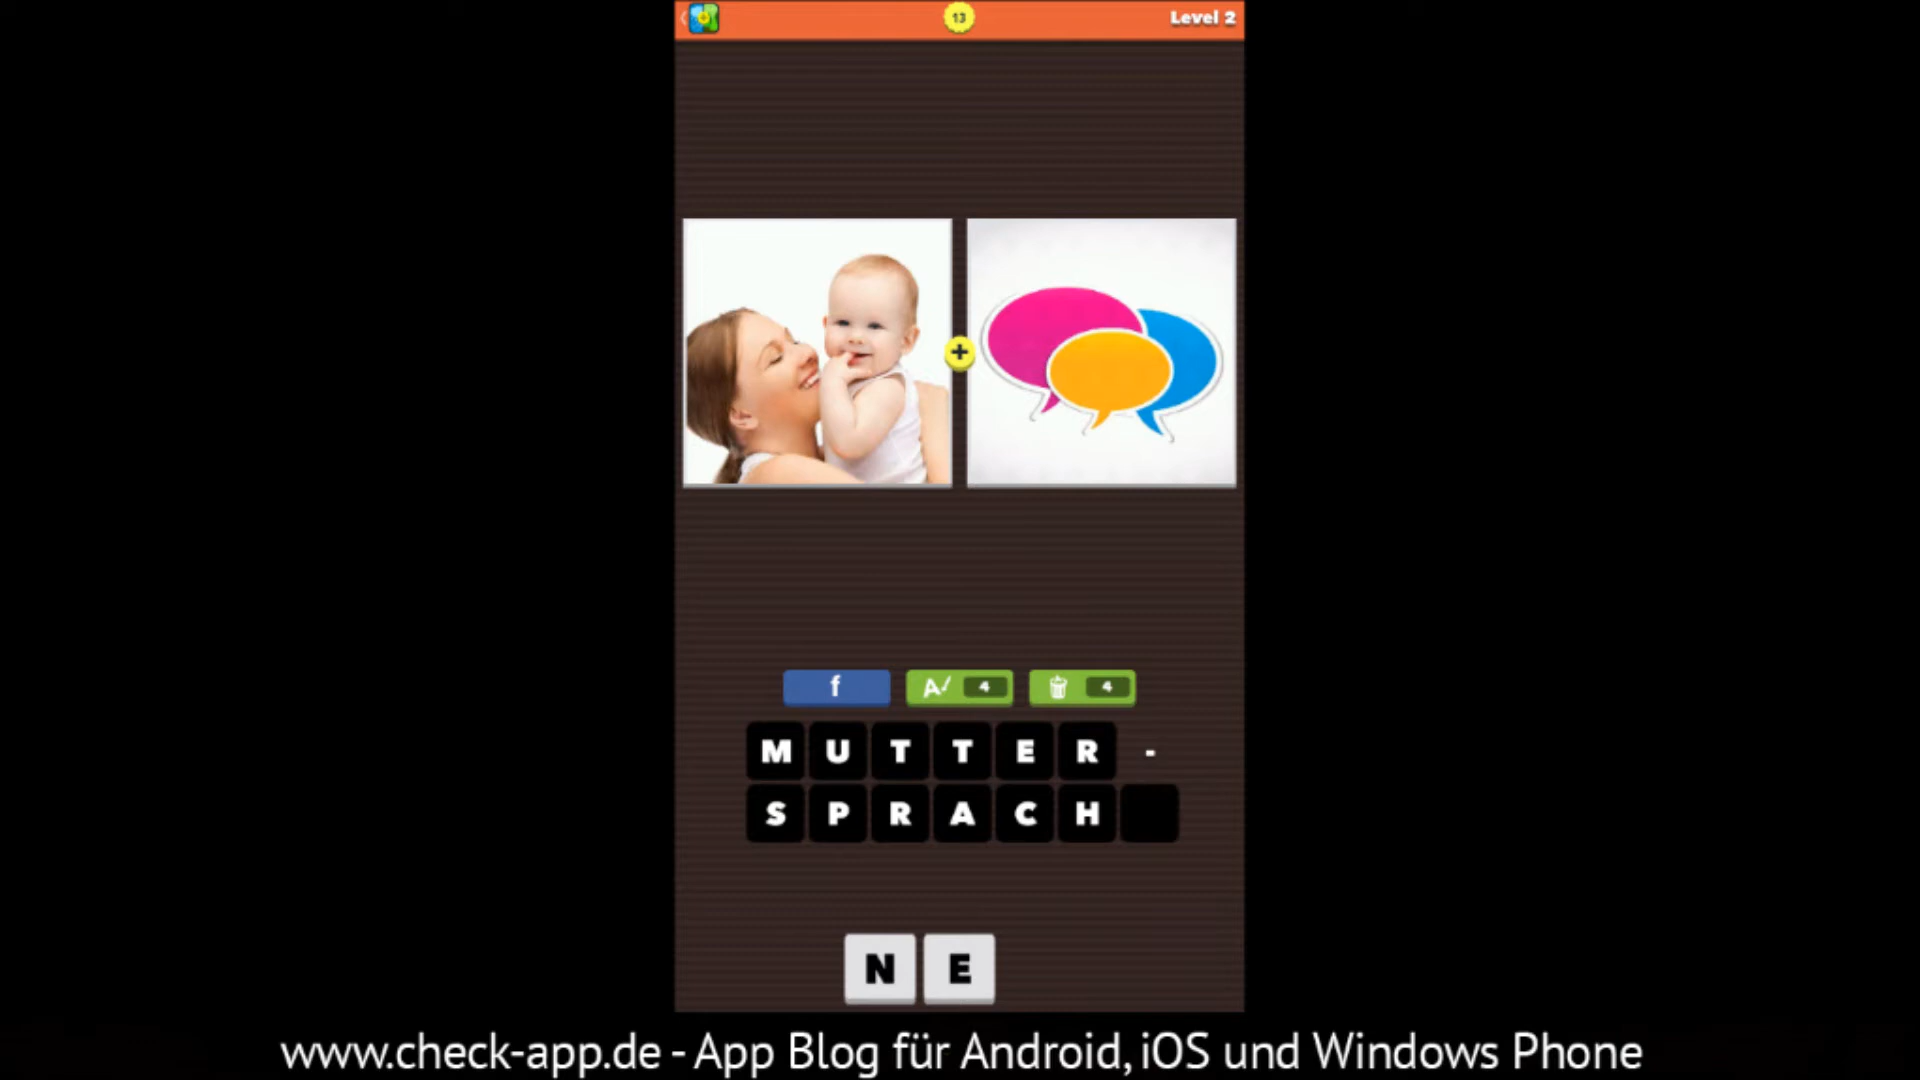 13 Level 2
+
f A! 4 4
MUTTER-
SPRACH
N E
www.check-app.de - App Blog für Android, iOS und Windows Phone